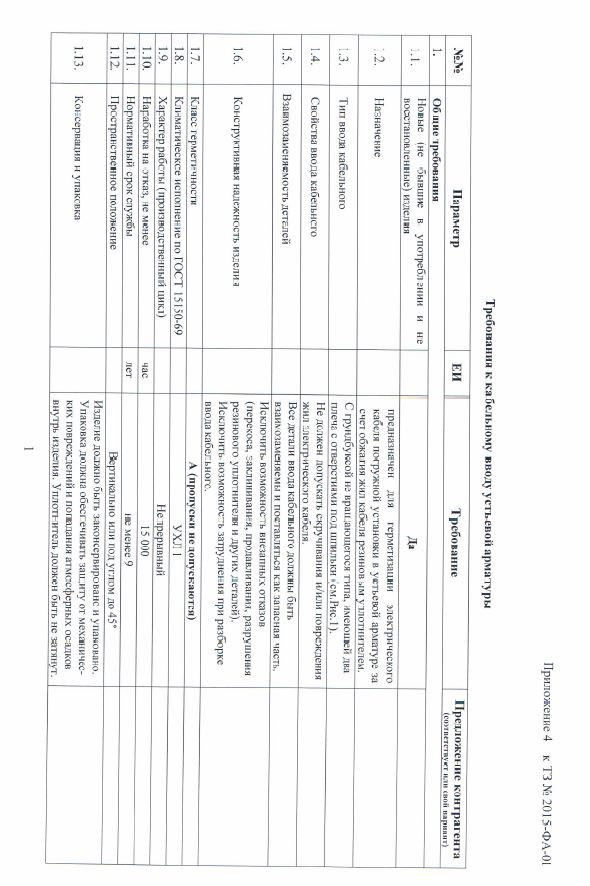 Приложение 4 к ТЗ № 2015-ФА-01
Требования к кабельному вводу устьевой арматуры
№№ Параметр ЕИ Требование Предложение контрагента
(соответствует или свой вариант)
1. Общие требования
1.1. Новые (не бывшие в употреблении и не
восстановленные) изделия
Да
1.2. Назначение
предназначен для герметизации электрического
кабеля погружной установки в устьевой арматуре за
счет обжатия жил кабеля резиновым уплотнителем.
1.3. Тип ввода кабельного
С грундбуксой не вращающегося типа, имеющей два
плеча с отверстиями под шпильки (см.Рис.1).
1.4. Свойства ввода кабельного
Не должен допускать скручивания и/или повреждения
жил электрического кабеля.
1.5. Взаимозаменяемость деталей
Все детали ввода кабельного должны быть
взаимозаменяемы и поставляться как запасная часть.
1.6. Конструктивная надежность изделия
Исключить возможность внезапных отказов
(перекоса, заклинивания, продавливания, разрушения
резинового уплотнителя и других деталей).
Исключить возможность затруднения при разборке
ввода кабельного.
1.7. Класс герметичности А (пропуски не допускаются)
1.8. Климатическое исполнение по ГОСТ 15150-69 УХЛ 1
1.9. Характер работы (производственный цикл) Непрерывный
1.10. Наработка на отказ, не менее час 15 000
1.11. Нормативный срок службы лет не менее 9
1.12. Пространственное положение Вертикально или под углом до 45°
1.13. Консервация и упаковка
Изделие должно быть законсервировано и упаковано.
Упаковка должна обеспечивать защиту от механичес-
ких повреждений и попадания атмосферных осадков
внутрь изделия. Уплотнитель должен быть не затянут.
1